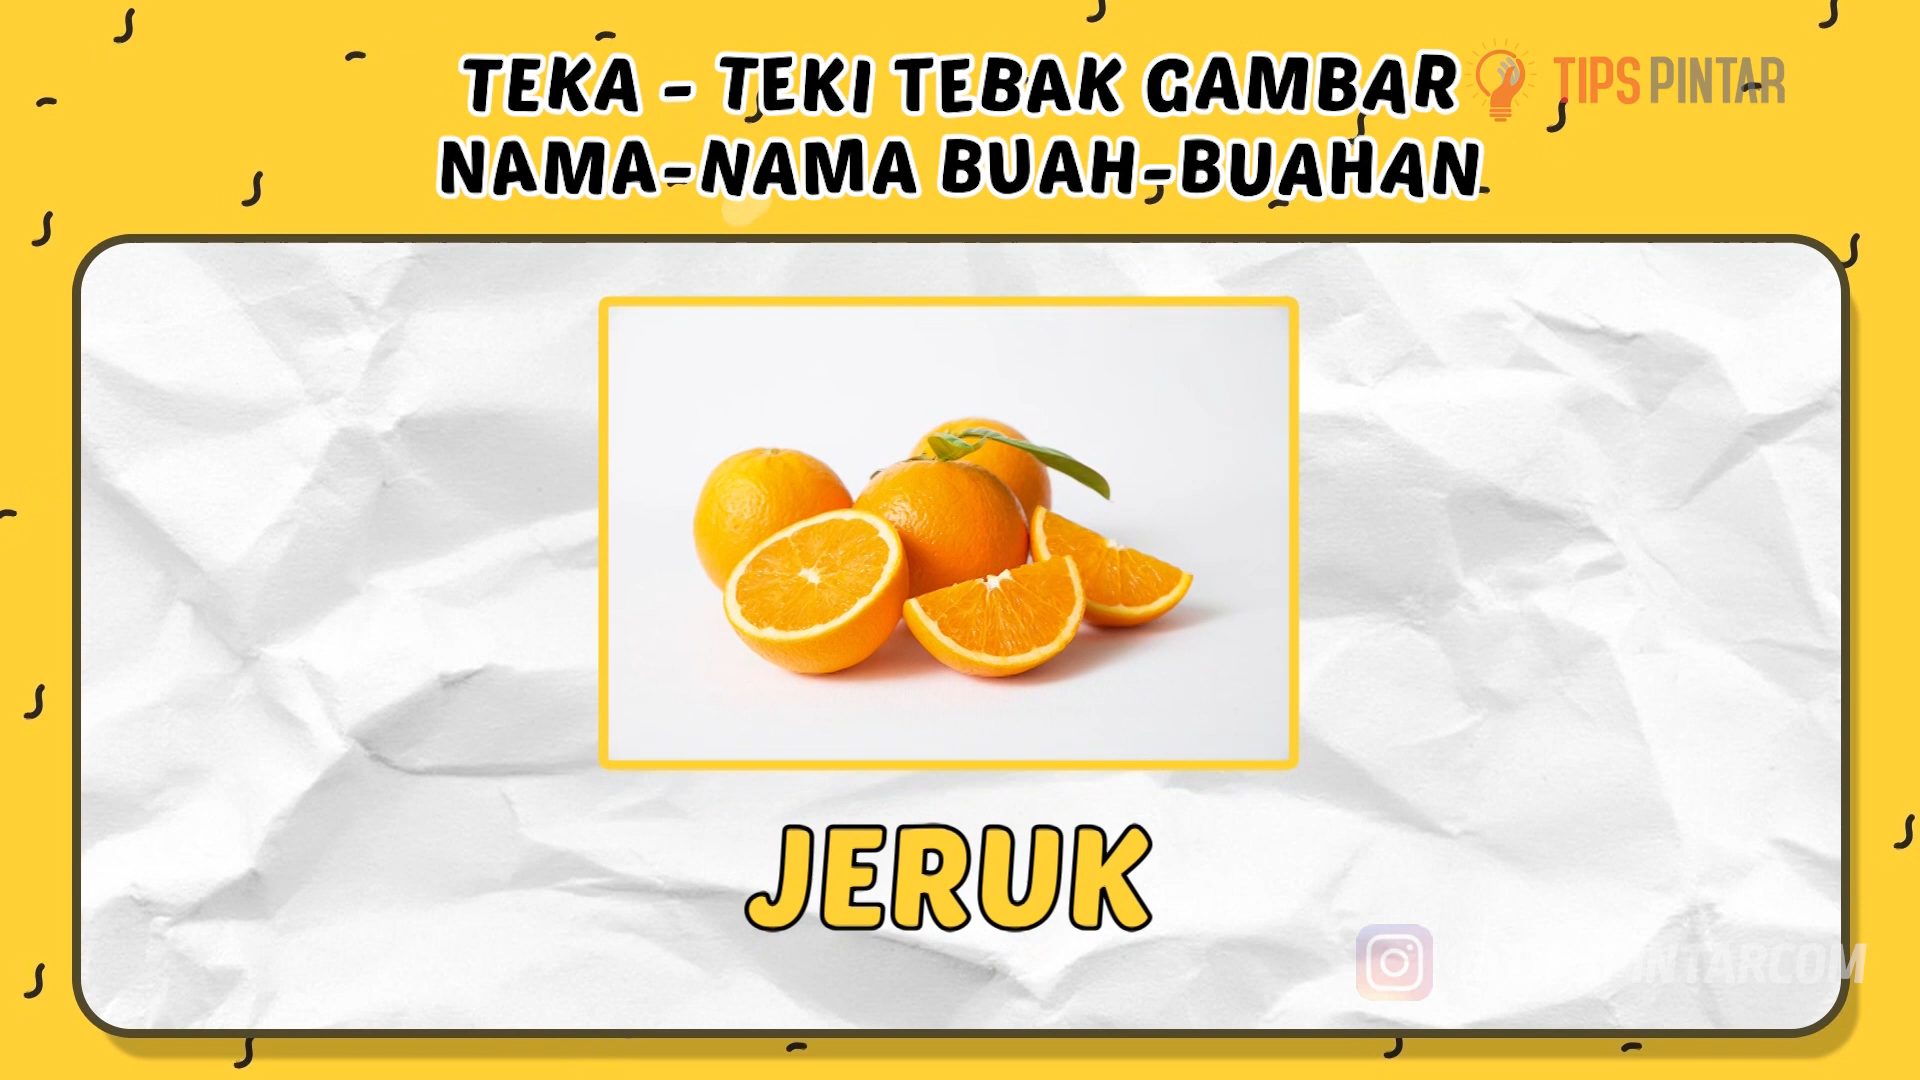 TEKA - TEKI TEBAK GAMBAR
NAMA-NAMA BUAH-BUAHAN
TIPS PINTAR
JERUK